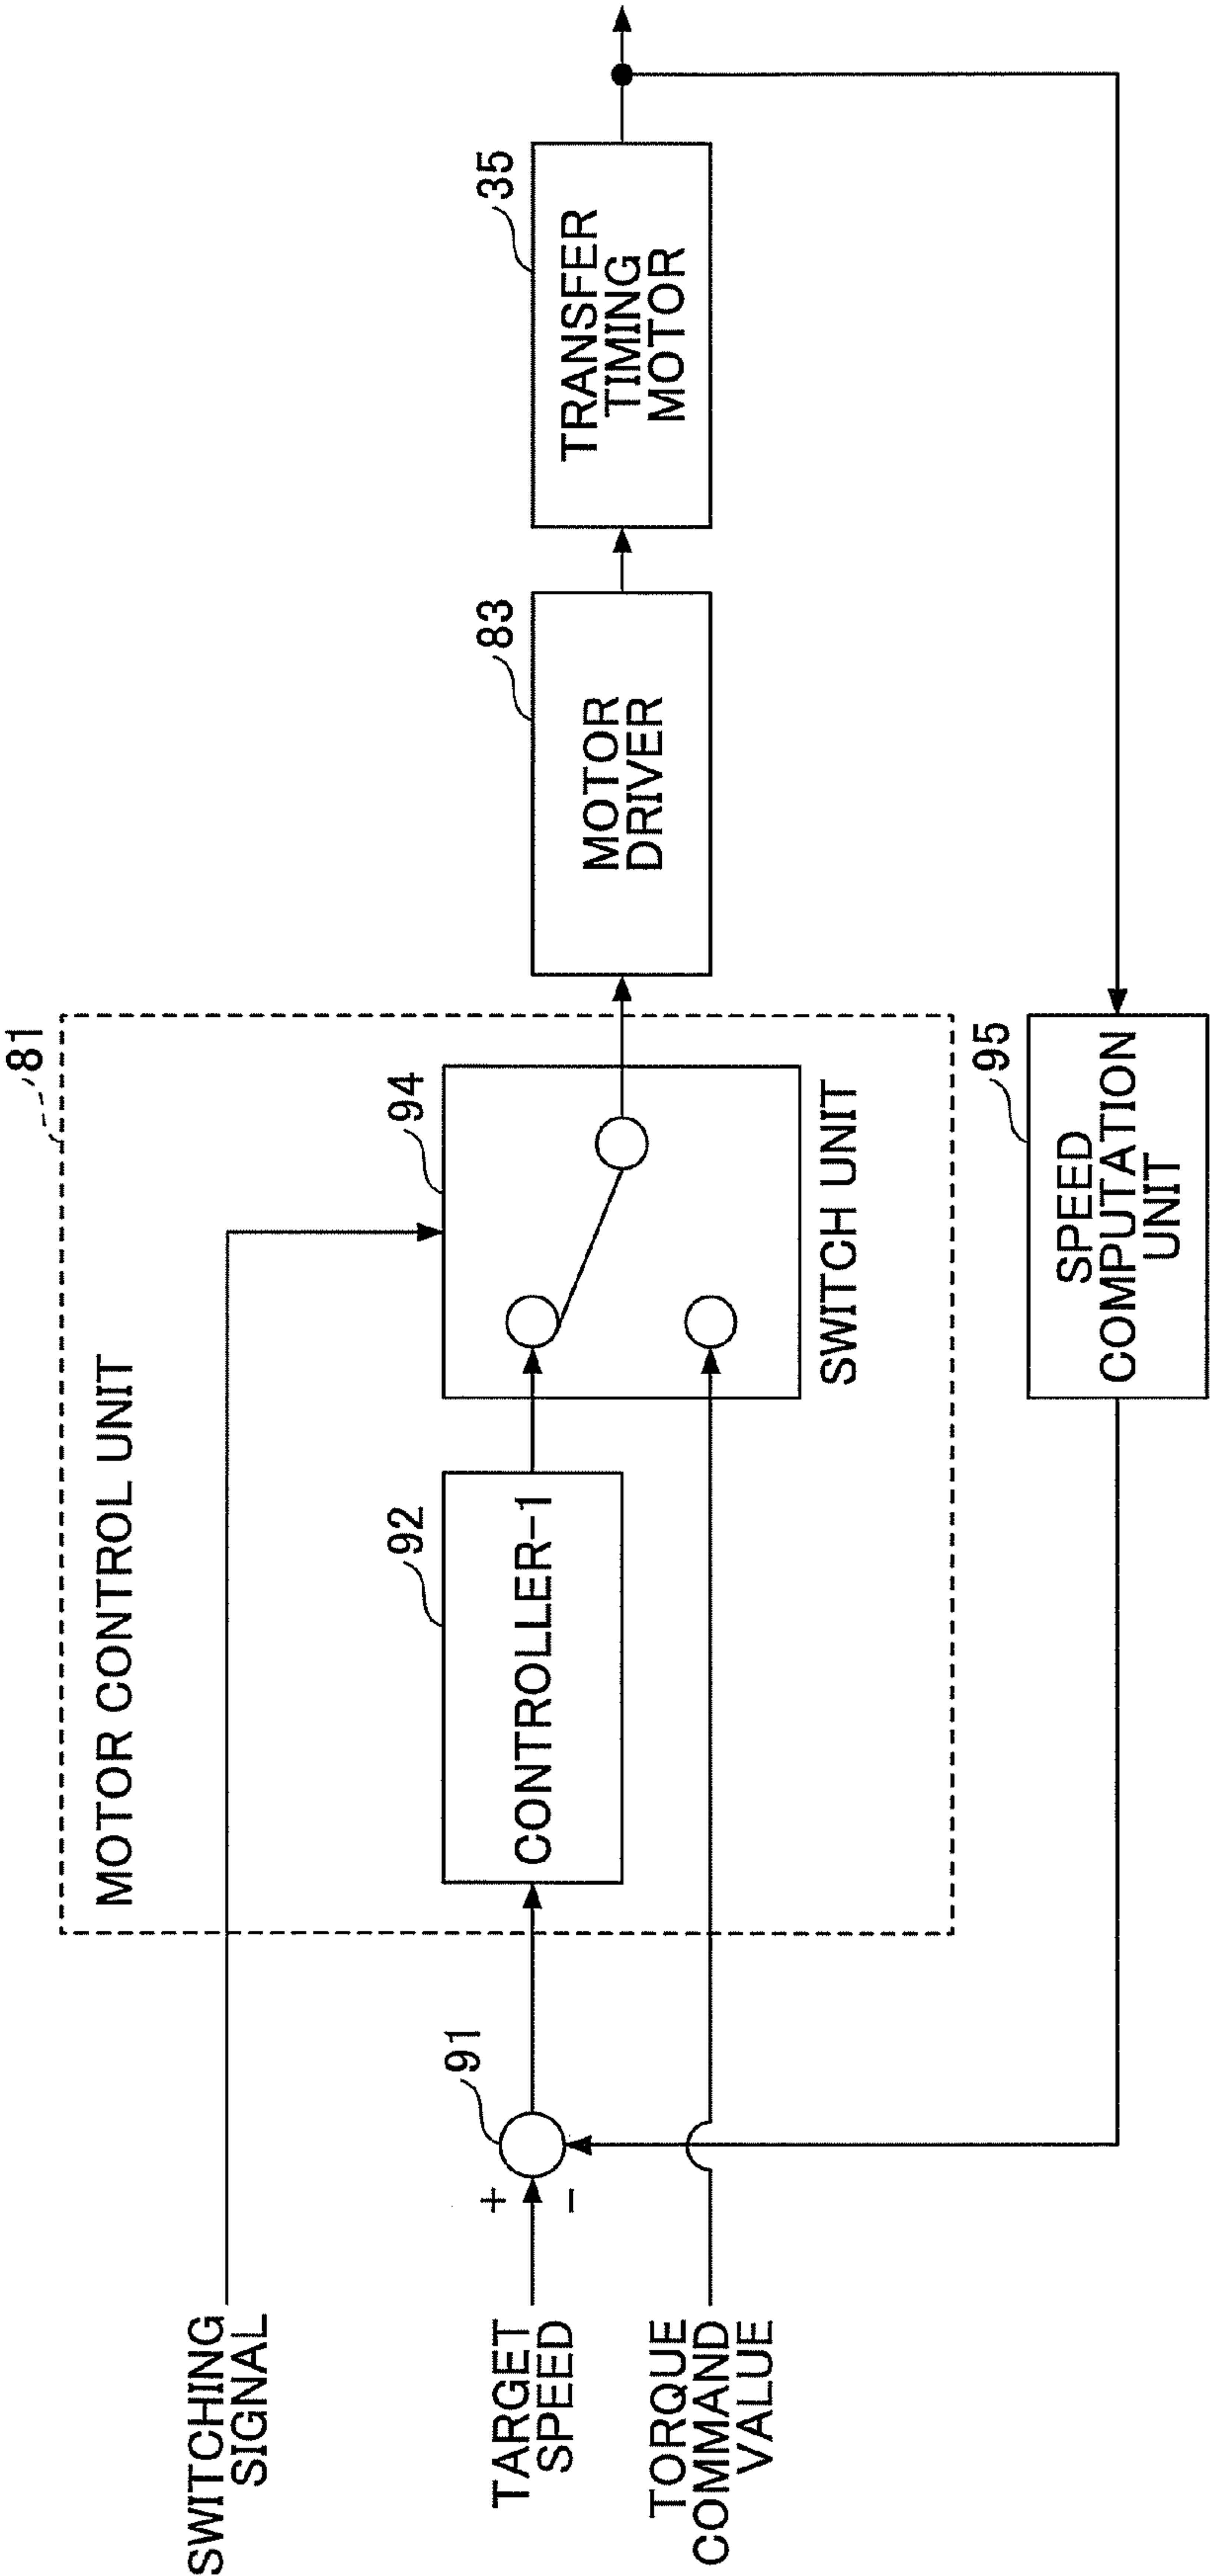 81
MOTOR CONTROL UNIT
SWITCHING
SIGNAL
TARGET
SPEED
+
−
91
92
CONTROLLER-1
94
SWITCH UNIT
83
MOTOR
DRIVER
35
TRANSFER
TIMING
MOTOR
TORQUE
COMMAND
VALUE
95
SPEED
COMPUTATION
UNIT